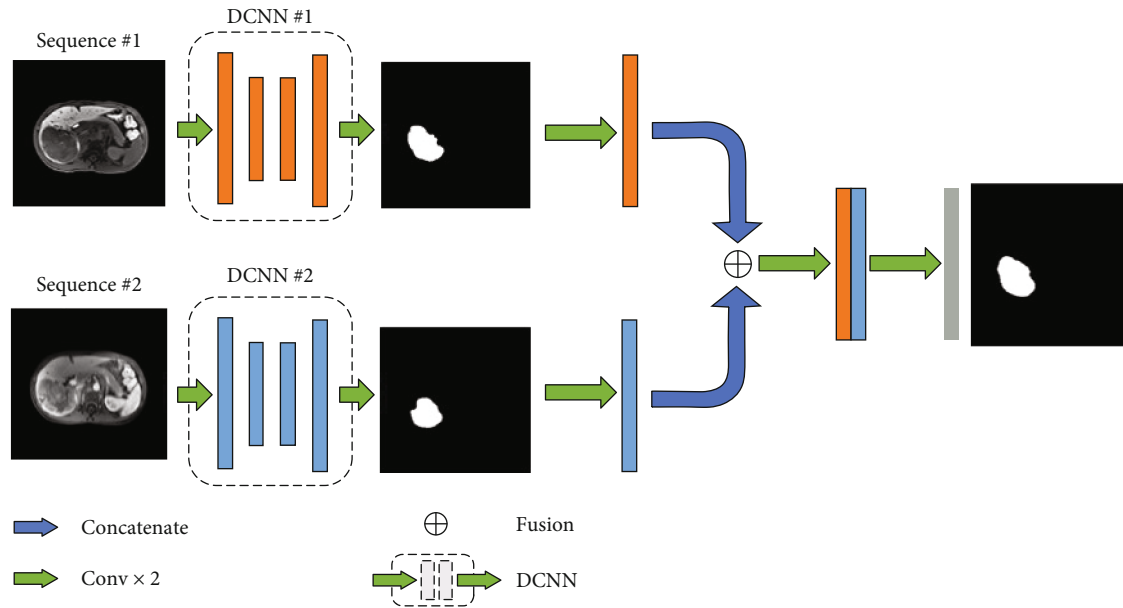 DCNN #1
Sequence #1
DCNN #2
Sequence #2
Concatenate
Fusion
Conv × 2
DCNN